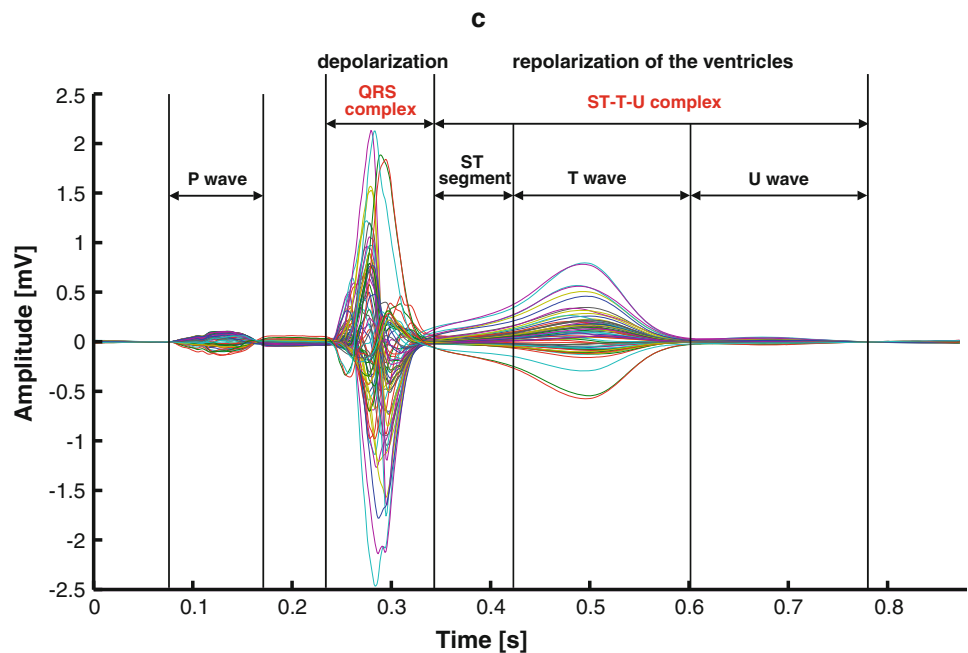 c
depolarization
repolarization of the ventricles
QRS
complex
ST-T-U complex
P wave
ST
segment
T wave
U wave
2.5
2
1.5
1
0.5
0
-0.5
-1
-1.5
-2
-2.5
Amplitude [mV]
0 0.1 0.2 0.3 0.4 0.5 0.6 0.7 0.8
Time [s]